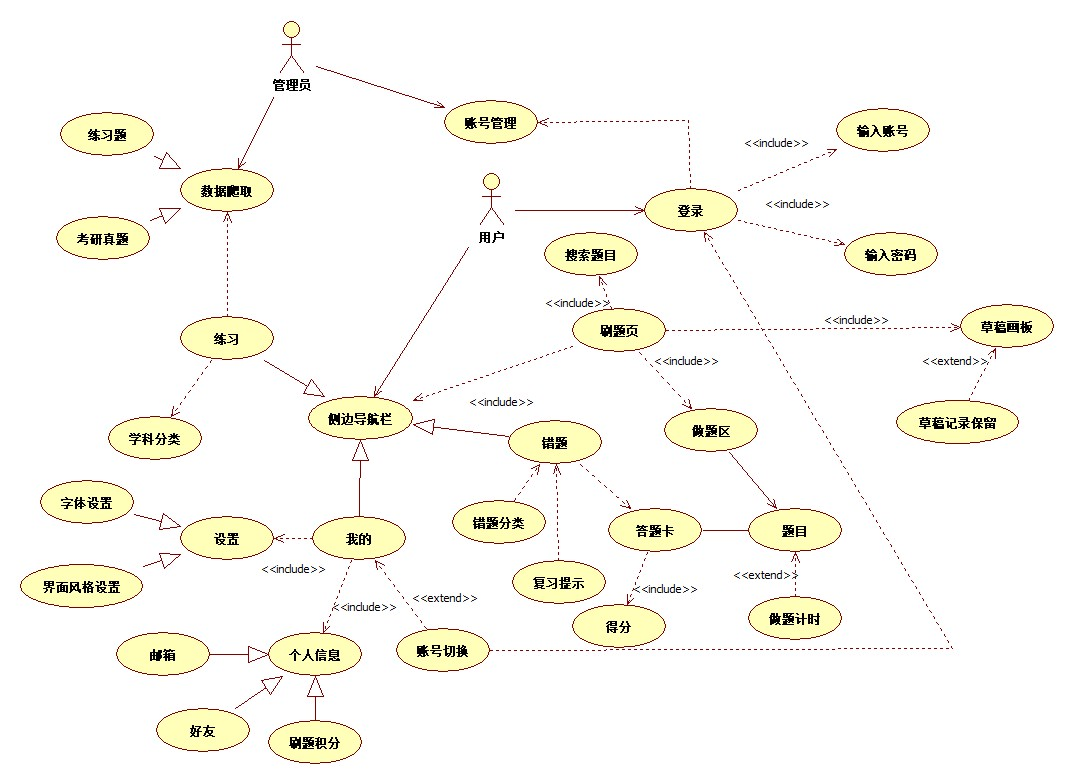 管理员
账号管理
练习题
输入账号
<<include>>
数据爬取
<<include>>
登录
用户
考研真题
搜索题目
输入密码
<<include>>
刷题页
<<include>>
草稿画板
练习
<<include>>
<<extend>>
<<include>>
侧边导航栏
草稿记录保留
做题区
学科分类
错题
字体设置
错题分类
答题卡
题目
设置
我的
<<include>>
<<extend>>
界面风格设置
复习提示
<<include>>
<<include>>
<<extend>>
得分
做题计时
邮箱
个人信息
账号切换
好友
刷题积分